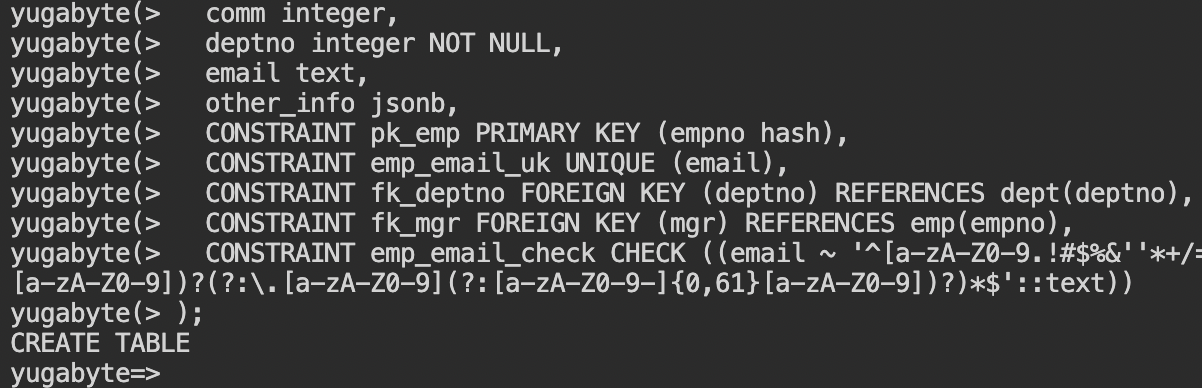 yugabyte(>   comm integer,
yugabyte(>   deptno integer NOT NULL,
yugabyte(>   email text,
yugabyte(>   other_info jsonb,
yugabyte(>   CONSTRAINT pk_emp PRIMARY KEY (empno hash),
yugabyte(>   CONSTRAINT emp_email_uk UNIQUE (email),
yugabyte(>   CONSTRAINT fk_deptno FOREIGN KEY (deptno) REFERENCES dept(deptno),
yugabyte(>   CONSTRAINT fk_mgr FOREIGN KEY (mgr) REFERENCES emp(empno),
yugabyte(>   CONSTRAINT emp_email_check CHECK ((email ~ '^[a-zA-Z0-9.!#$%&''*+/=
[a-zA-Z0-9])?(?:\.[a-zA-Z0-9](?:[a-zA-Z0-9-]{0,61}[a-zA-Z0-9])?)*$'::text))
yugabyte(> );
CREATE TABLE
yugabyte=>